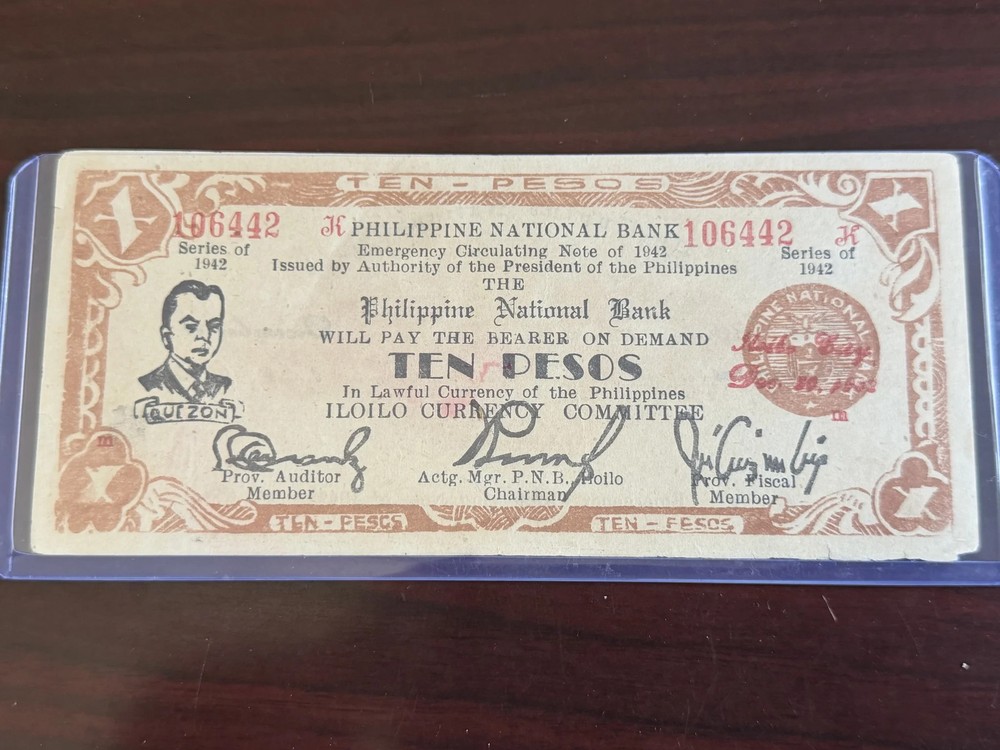 TEN - PESOS
X X
106442 K PHILIPPINE NATIONAL BANK 106442 K
Series of 1942
Emergency Circulating Note of 1942
Series of 1942
Issued by Authority of the President of the Philippines
THE
Philippine National Bank
WILL PAY THE BEARER ON DEMAND
TEN PESOS
In Lawful Currency of the Philippines
ILOILO CURRENCY COMMITTEE
QUEZON
PHILIPPINE NATIONAL BANK
m
m
Prov. Auditor
Member
Actg. Mgr. P.N.B., Iloilo
Chairman
Prov. Fiscal
Member
X X
TEN - PESOS TEN - PESOS